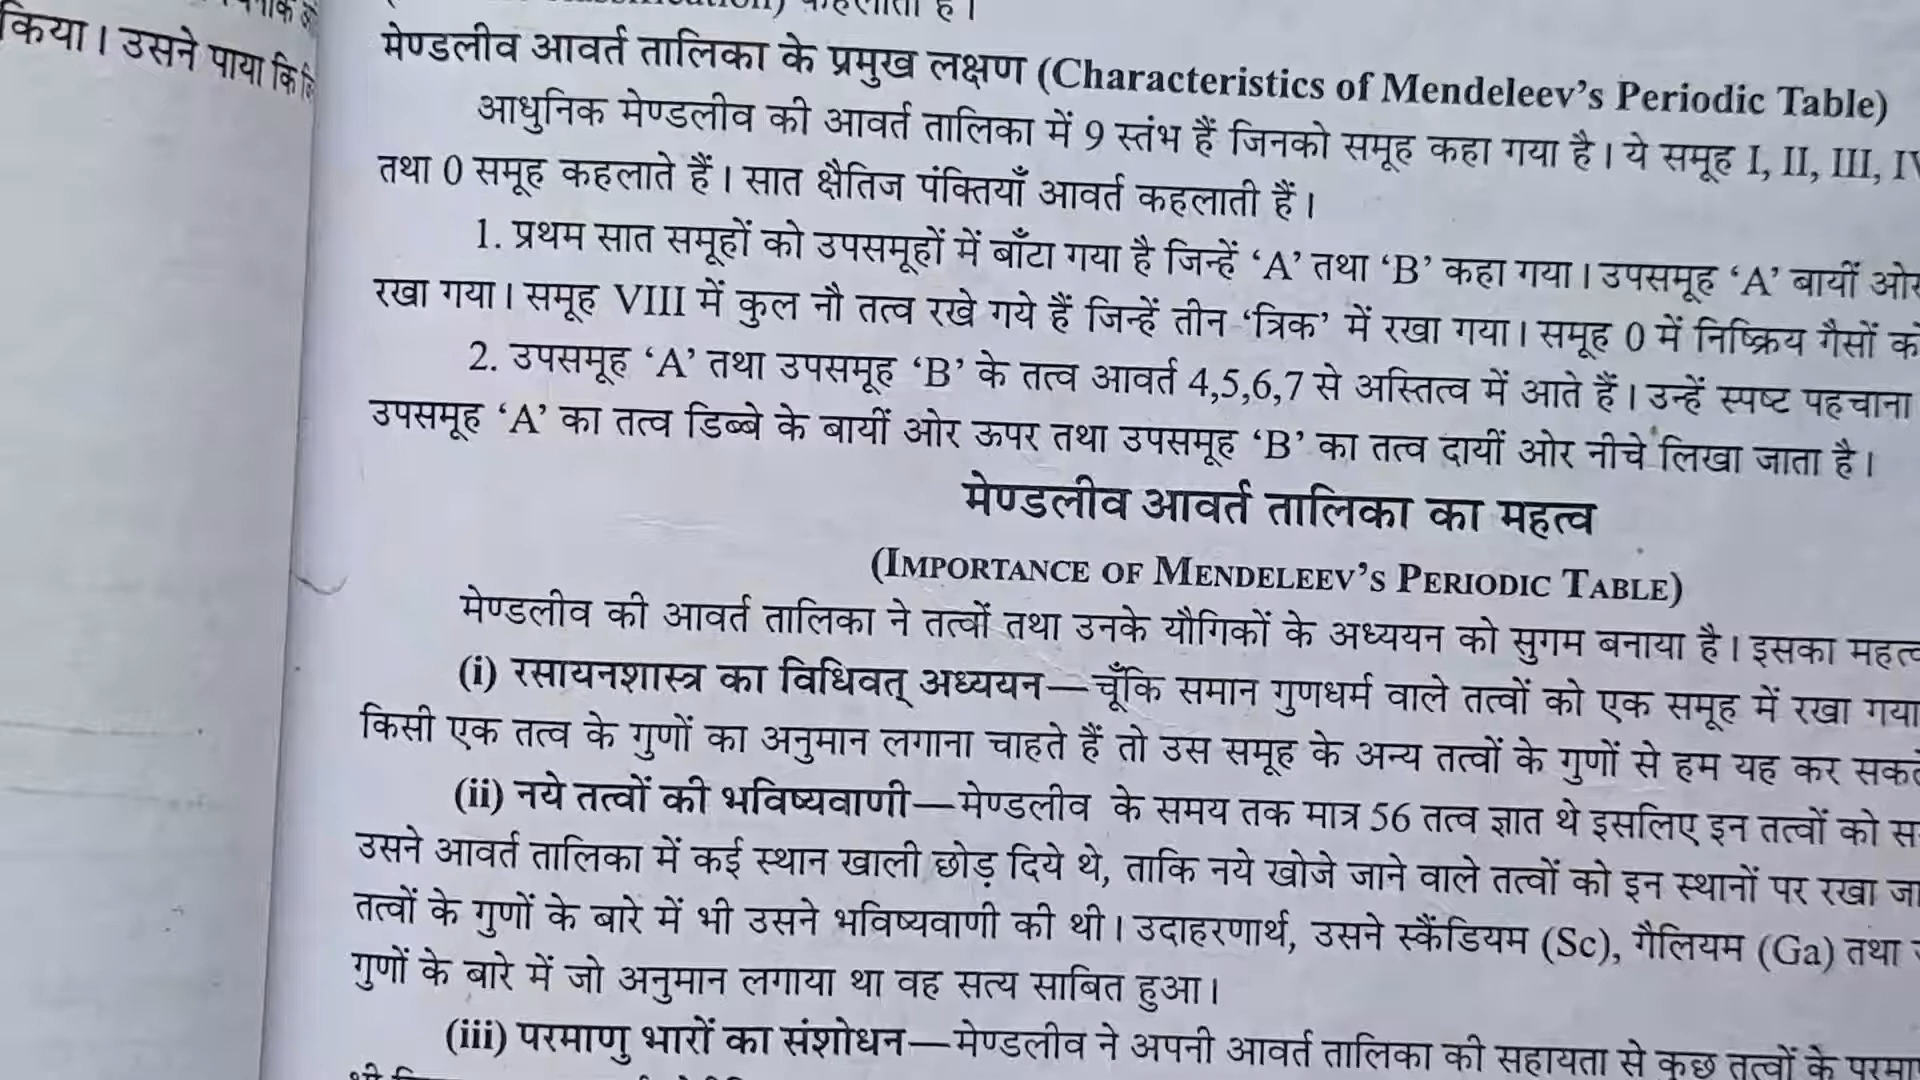 किया। उसने पाया कि
मेण्डलीव आवर्त तालिका के प्रमुख लक्षण (Characteristics of Mendeleev's Periodic Table)
आधुनिक मेण्डलीव की आवर्त तालिका में 9 स्तंभ हैं जिनको समूह कहा गया है। ये समूह I, II, III,
तथा 0 समूह कहलाते हैं। सात क्षैतिज पंक्तियाँ आवर्त कहलाती हैं।
1. प्रथम सात समूहों को उपसमूहों में बाँटा गया है जिन्हें 'A' तथा 'B' कहा गया। उपसमूह 'A' बायीं ओर
रखा गया। समूह VIII में कुल नौ तत्व रखे गये हैं जिन्हें तीन 'त्रिक' में रखा गया। समूह 0 में निष्क्रिय गैसों को
2. उपसमूह 'A' तथा उपसमूह 'B' के तत्व आवर्त 4,5,6,7 से अस्तित्व में आते हैं। उन्हें स्पष्ट पहचाना
उपसमूह 'A' का तत्व डिब्बे के बायीं ओर ऊपर तथा उपसमूह 'B' का तत्व दायीं ओर नीचे लिखा जाता है।
मेण्डलीव आवर्त तालिका का महत्व
(IMPORTANCE OF MENDELEEV'S PERIODIC TABLE)
मेण्डलीव की आवर्त तालिका ने तत्वों तथा उनके यौगिकों के अध्ययन को सुगम बनाया है। इसका महत्व
(i) रसायनशास्त्र का विधिवत् अध्ययन—चूँकि समान गुणधर्म वाले तत्वों को एक समूह में रखा गया
किसी एक तत्व के गुणों का अनुमान लगाना चाहते हैं तो उस समूह के अन्य तत्वों के गुणों से हम यह कर
(ii) नये तत्वों की भविष्यवाणी—मेण्डलीव के समय तक मात्र 56 तत्व ज्ञात थे इसलिए इन तत्वों को
उसने आवर्त तालिका में कई स्थान खाली छोड़ दिये थे, ताकि नये खोजे जाने वाले तत्वों को इन स्थानों पर रखा
तत्वों के गुणों के बारे में भी उसने भविष्यवाणी की थी। उदाहरणार्थ, उसने स्कैंडियम (Sc), गैलियम (Ga) तथा
गुणों के बारे में जो अनुमान लगाया था वह सत्य साबित हुआ।
(iii) परमाणु भारों का संशोधन—मेण्डलीव ने अपनी आवर्त तालिका की सहायता से कुछ तत्वों के